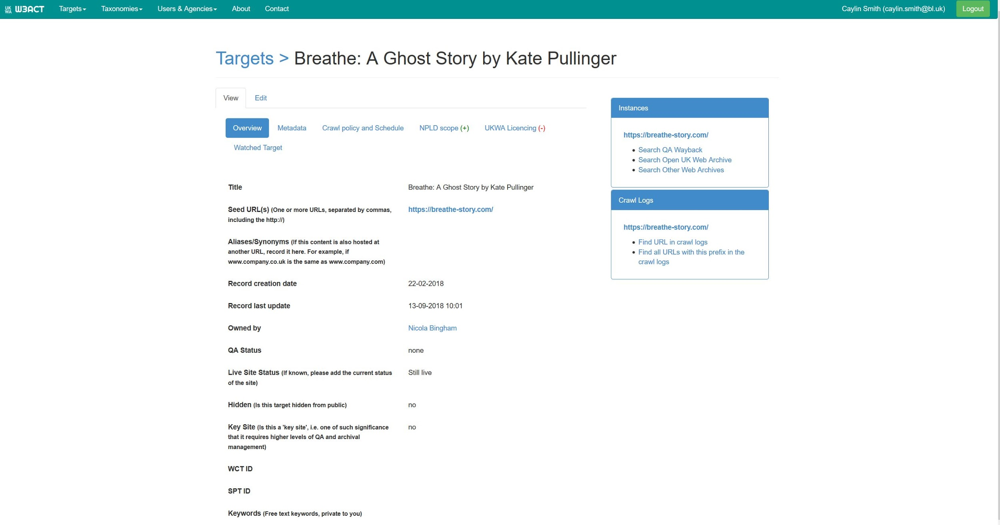 UK WA W3ACT Targets Taxonomies Users & Agencies About Contact Caylin Smith (caylin.smith@bl.uk) Logout
Targets > Breathe: A Ghost Story by Kate Pullinger
View Edit
Overview Metadata Crawl policy and Schedule NPLD scope (+) UKWA Licencing (-)
Watched Target
Title Breathe: A Ghost Story by Kate Pullinger
Seed URL(s) (One or more URLs, separated by commas, https://breathe-story.com/
including the http://)
Aliases/Synonyms (If this content is also hosted at
another URL, record it here. For example, if
www.company.co.uk is the same as www.company.com)
Record creation date 22-02-2018
Record last update 13-09-2018 10:01
Owned by Nicola Bingham
QA Status none
Live Site Status (If known, please add the current status Still live
of the site)
Hidden (Is this target hidden from public) no
Key Site (Is this a 'key site', i.e. one of such significance no
that it requires higher levels of QA and archival
management)
WCT ID
SPT ID
Keywords (Free text keywords, private to you)
Instances
https://breathe-story.com/
Search QA Wayback
Search Open UK Web Archive
Search Other Web Archives
Crawl Logs
https://breathe-story.com/
Find URL in crawl logs
Find all URLs with this prefix in the
crawl logs